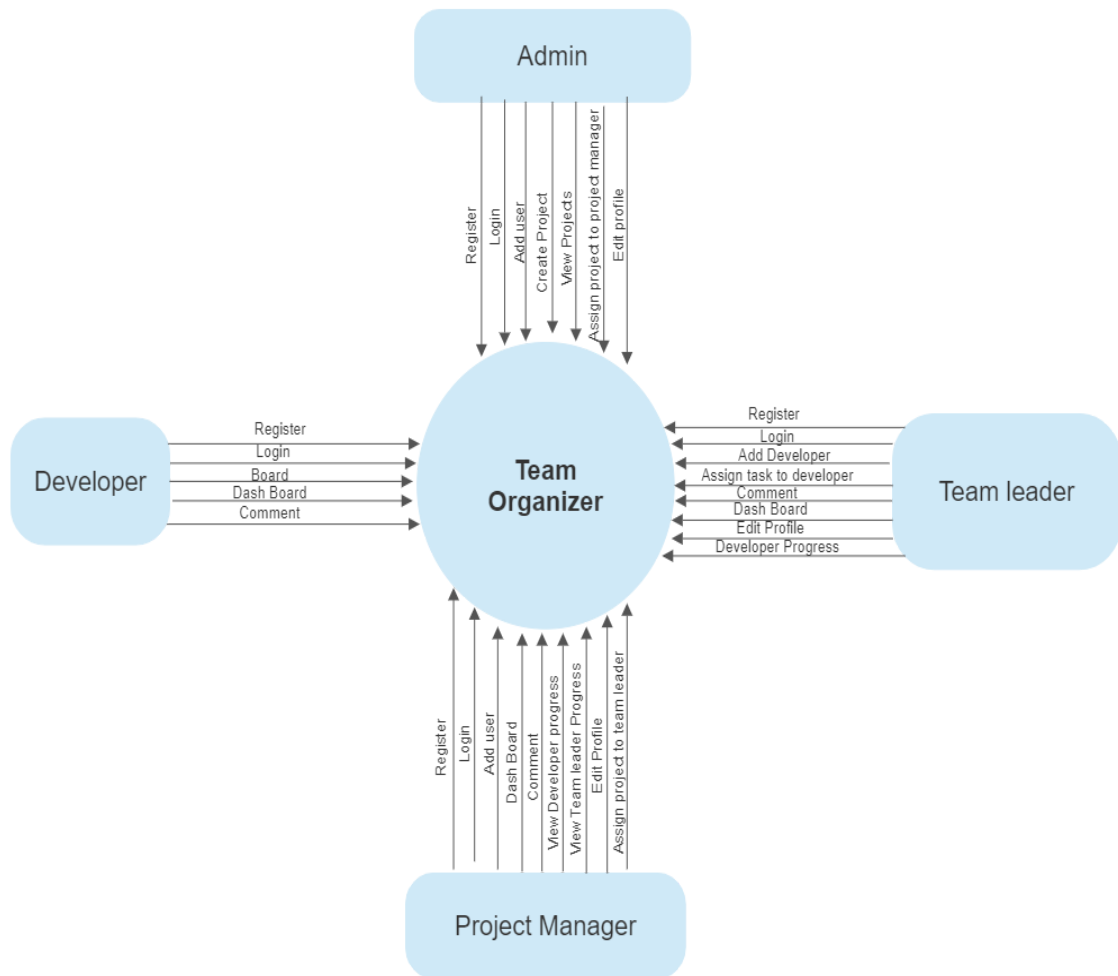 Admin
Register
Login
Add user
Create Project
View Projects
Assign project to project manager
Edit profile
Developer
Register
Login
Board
Dash Board
Comment
Team
Organizer
Register
Login
Add Developer
Assign task to developer
Comment
Dash Board
Edit Profile
Developer Progress
Team leader
Register
Login
Add user
Dash Board
Comment
View Developer progress
View Team leader Progress
Edit Profile
Assign project to team leader
Project Manager